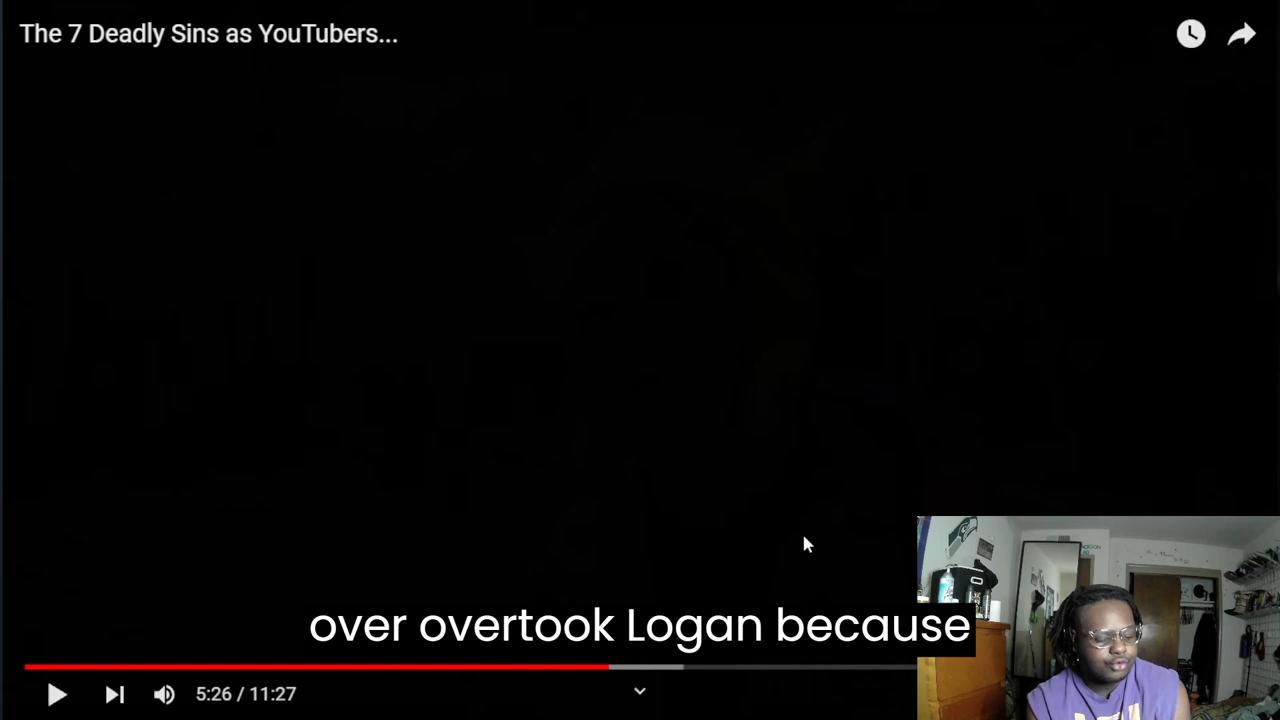 The 7 Deadly Sins as YouTubers...
over overtook Logan because
5:26 / 11:27